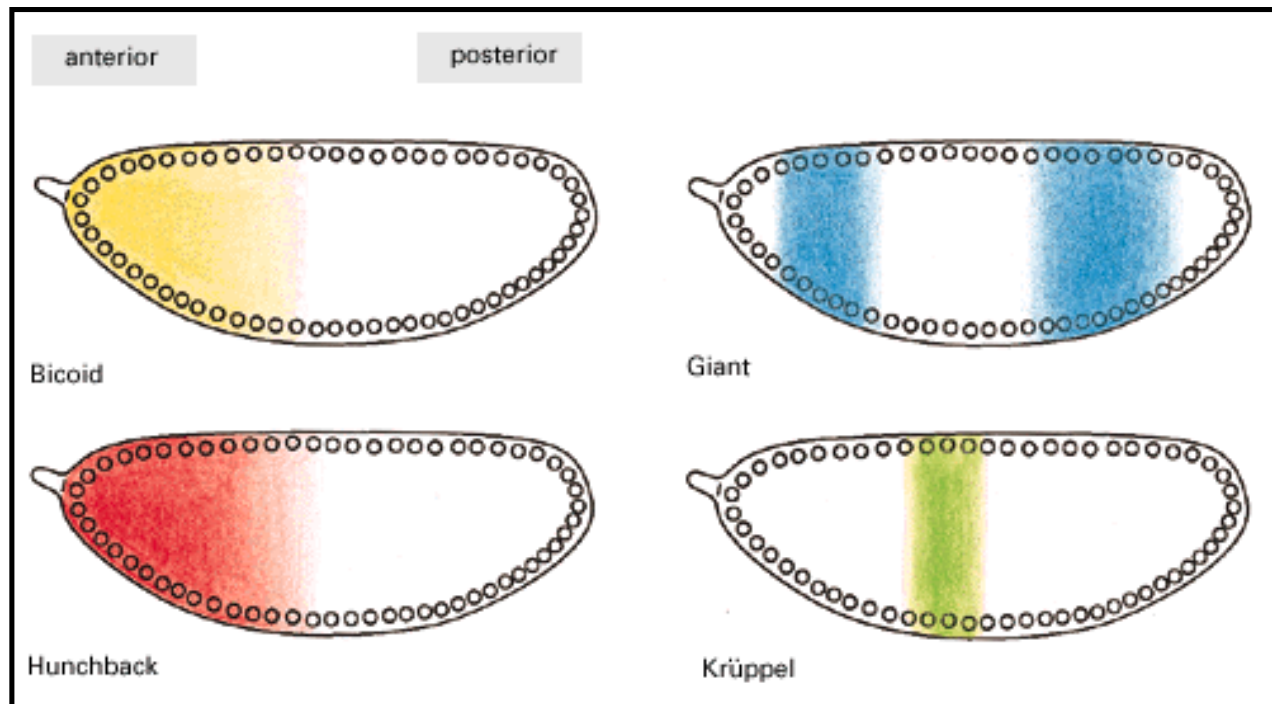 anterior
posterior
Bicoid
Giant
Hunchback
Krüppel